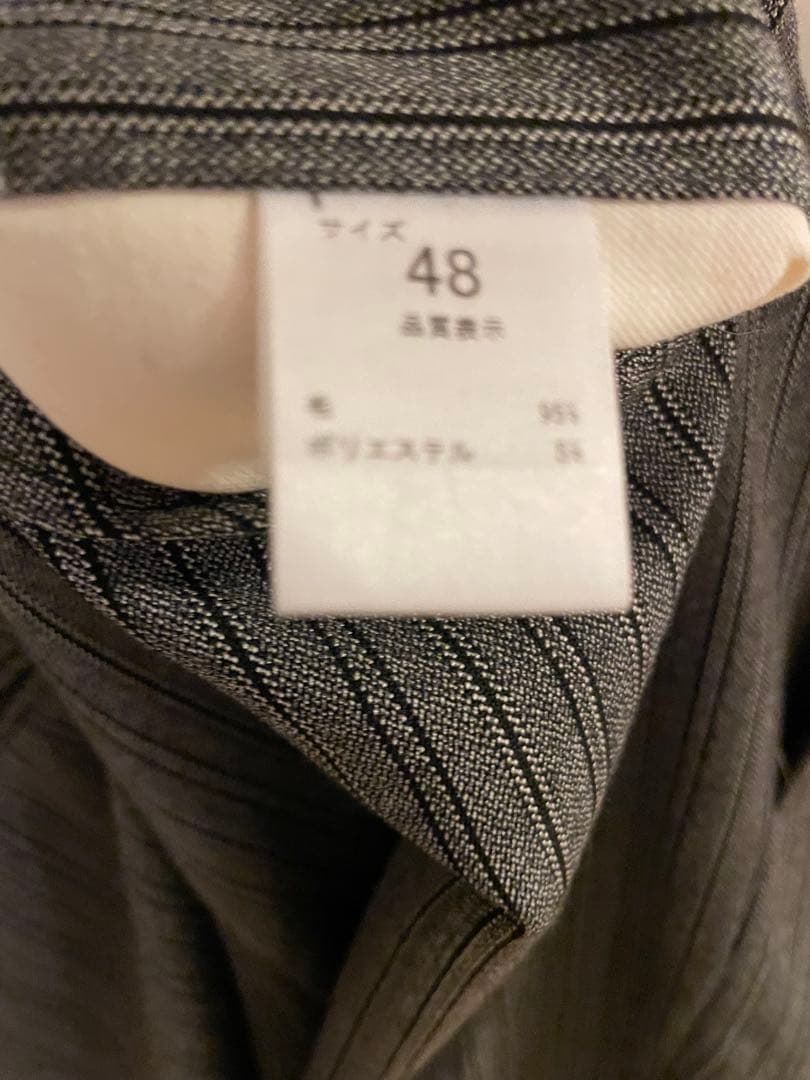 サイズ
48
品質表示
毛 95%
ポリエステル 5%